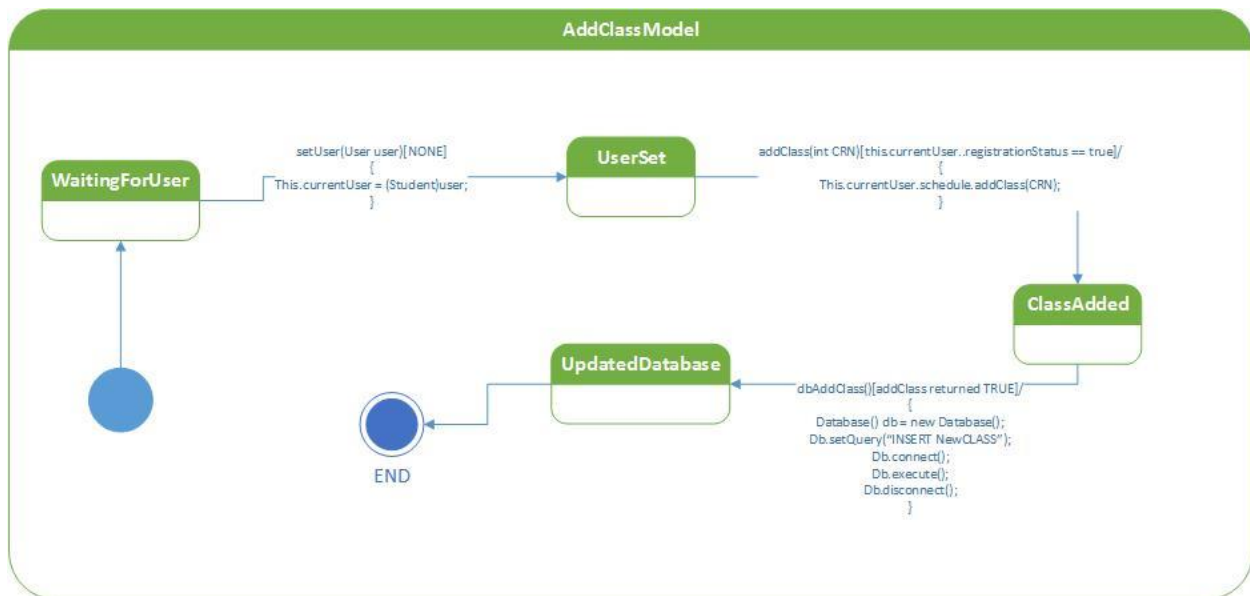 AddClassModel
WaitingForUser
setUser(User user)[NONE]
{
This.currentUser = (Student)user;
}
UserSet
addClass(int CRN)[this.currentUser..registrationStatus == true]/
{
This.currentUser.schedule.addClass(CRN);
}
ClassAdded
dbAddClass()[addClass returned TRUE]/
{
Database() db = new Database();
Db.setQuery("INSERT NewCLASS");
Db.connect();
Db.execute();
Db.disconnect();
}
UpdatedDatabase
END